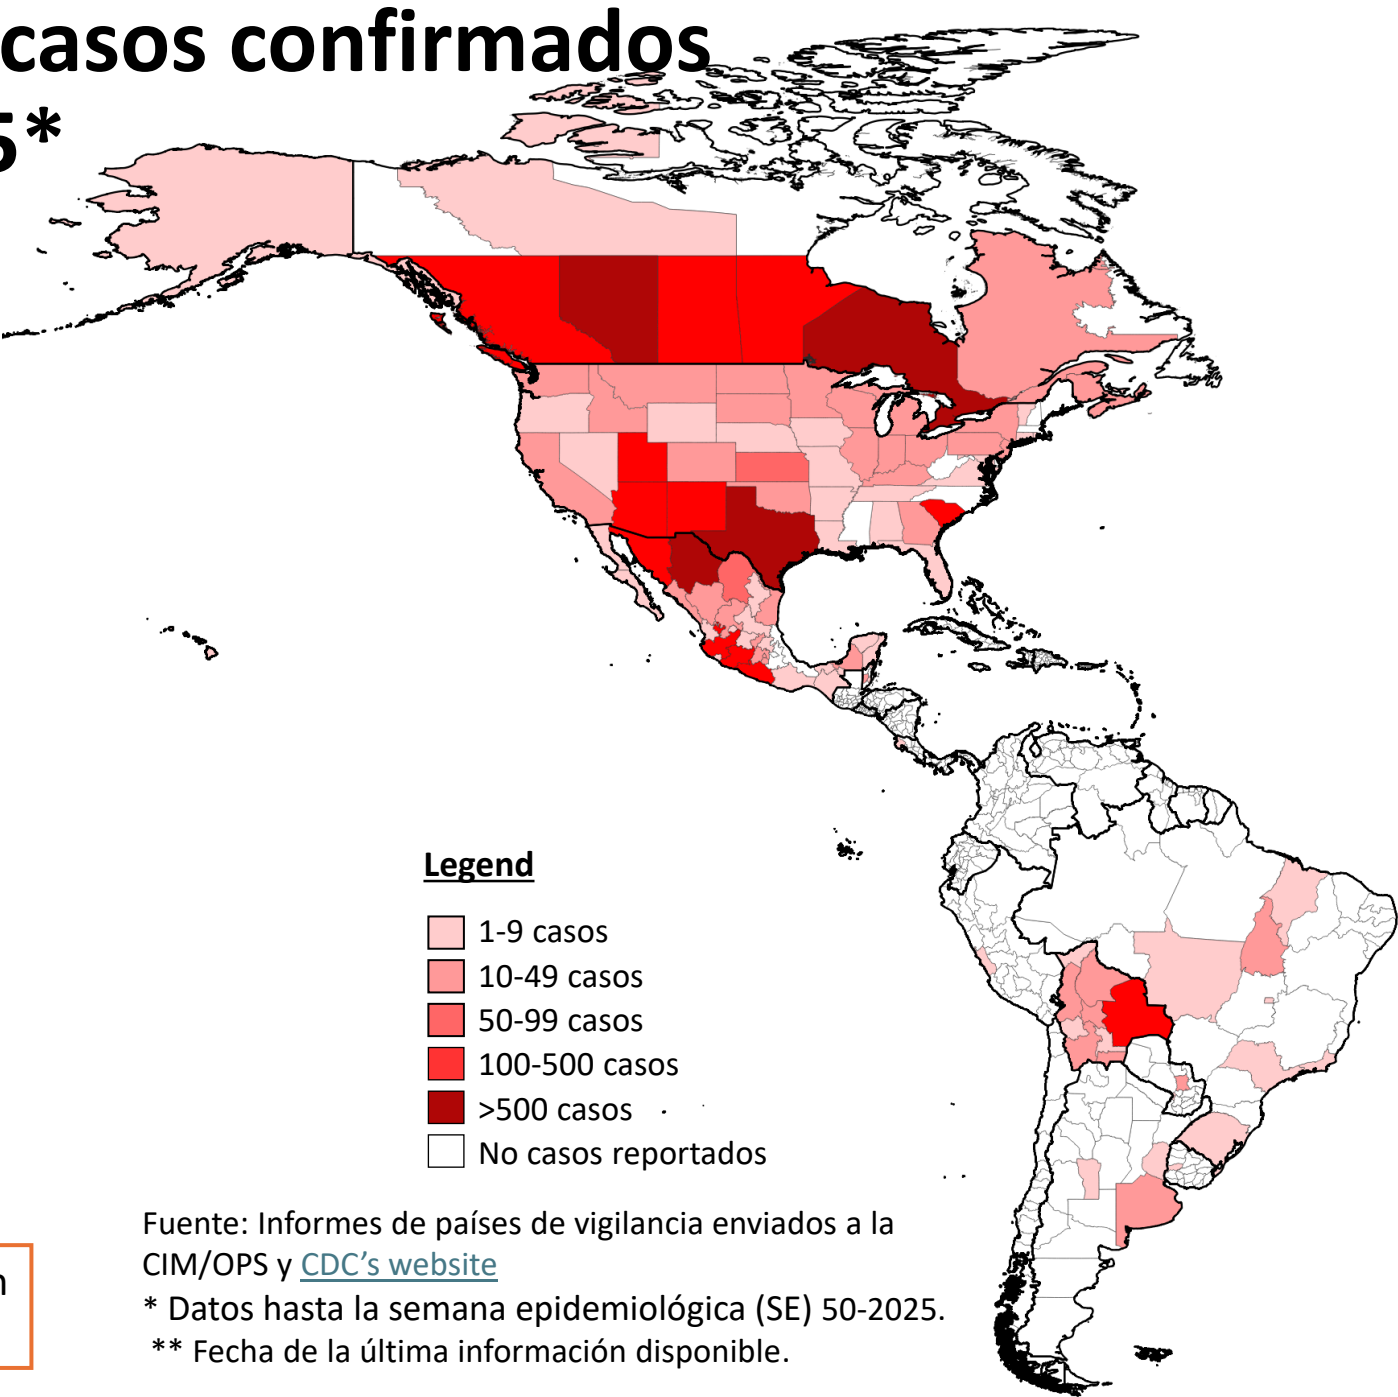 casos confirmados
5*
Legend
1-9 casos
10-49 casos
50-99 casos
100-500 casos
>500 casos
No casos reportados
Fuente: Informes de países de vigilancia enviados a la
CIM/OPS y CDC’s website
* Datos hasta la semana epidemiológica (SE) 50-2025.
** Fecha de la última información disponible.
n